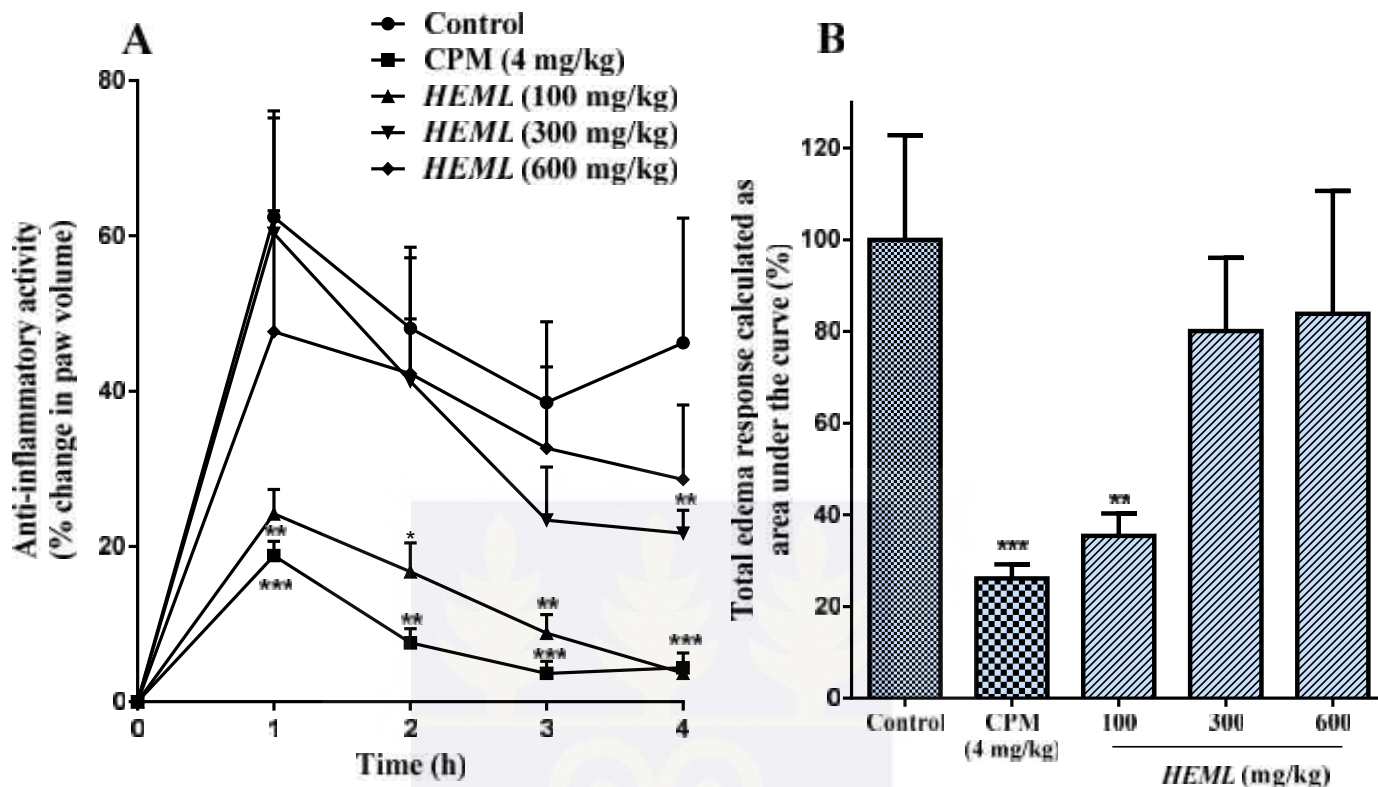 A
Control
CPM (4 mg/kg)
HEML (100 mg/kg)
HEML (300 mg/kg)
HEML (600 mg/kg)
Anti-inflammatory activity
(% change in paw volume)
80
60
40
20
0
**
***
*
**
**
***
**
***
0 1 2 3 4
Time (h)
B
Total edema response calculated as
area under the curve (%)
120
100
80
60
40
20
0
***
**
Control CPM 100 300 600
(4 mg/kg)
HEML (mg/kg)